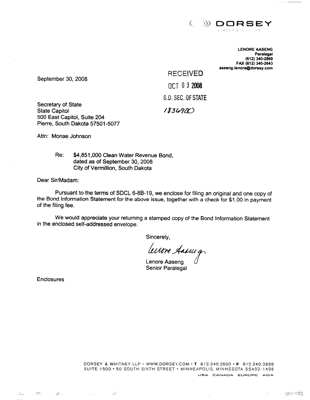 DORSEY
LENORE AASENG
Paralegal
(612) 340-2869
FAX (612) 340-2643
aaseng.lenore@dorsey.com
September 30, 2008
RECEIVED
OCT 03 2008
S.D. SEC. OF STATE
Secretary of State
State Capitol
500 East Capitol, Suite 204
Pierre, South Dakota 57501-5077
Attn: Monae Johnson
Re: $4,851,000 Clean Water Revenue Bond,
dated as of September 30, 2008
City of Vermillion, South Dakota
Dear Sir/Madam:
Pursuant to the terms of SDCL 6-8B-19, we enclose for filing an original and one copy of
the Bond Information Statement for the above issue, together with a check for $1.00 in payment
of the filing fee.
We would appreciate your returning a stamped copy of the Bond Information Statement
in the enclosed self-addressed envelope.
Sincerely,
Lenore Aaseng
Lenore Aaseng
Senior Paralegal
Enclosures
DORSEY & WHITNEY LLP • WWW.DORSEY.COM • T 612.340.2600 • F 612.340.2868
SUITE 1500 • 50 SOUTH SIXTH STREET • MINNEAPOLIS, MINNESOTA 55402-1498
USA CANADA EUROPE ASIA